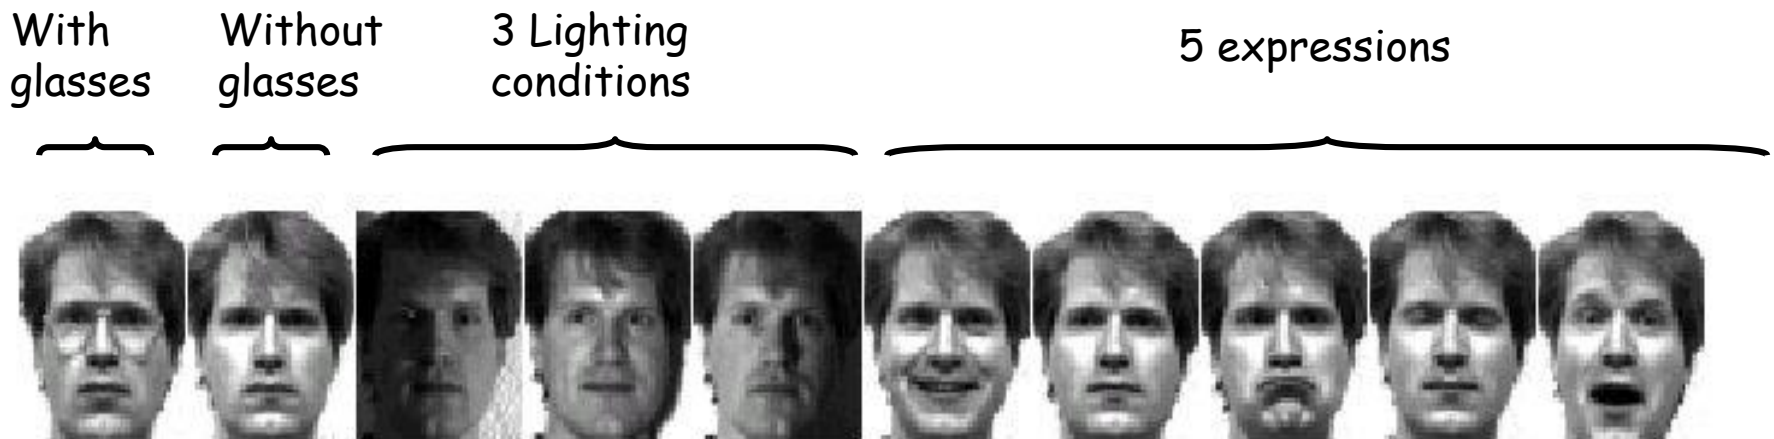 With
glasses
Without
glasses
3 Lighting
conditions
5 expressions